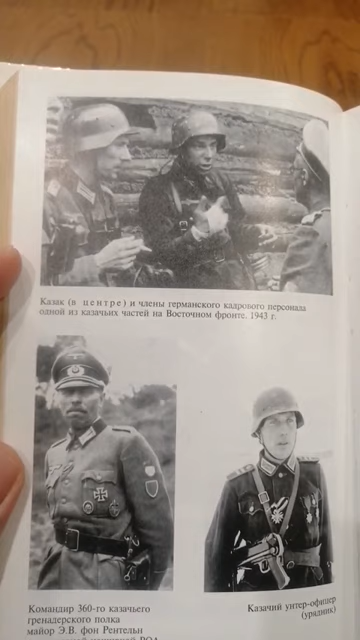 Казак (в центре) и члены германского кадрового персонала
одной из казачьих частей на Восточном фронте. 1943 г.
Командир 360-го казачьего
гренадерского полка
майор Э.В. фон Рентельн
РОА
Казачий унтер-офицер
(урядник)